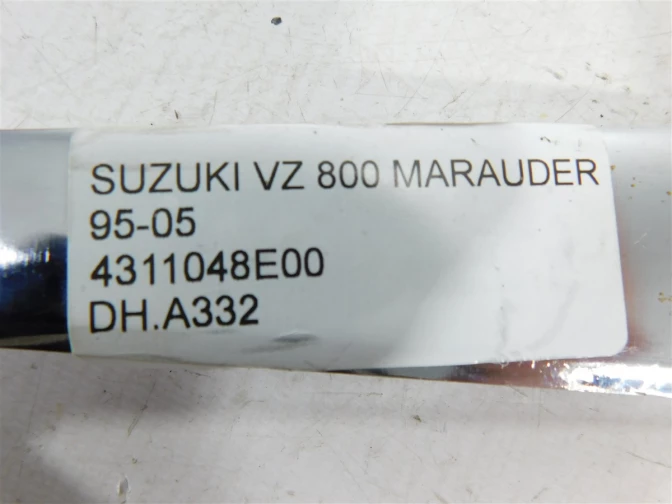 SUZUKI VZ 800 MARAUDER
95-05
4311048E00
DH.A332